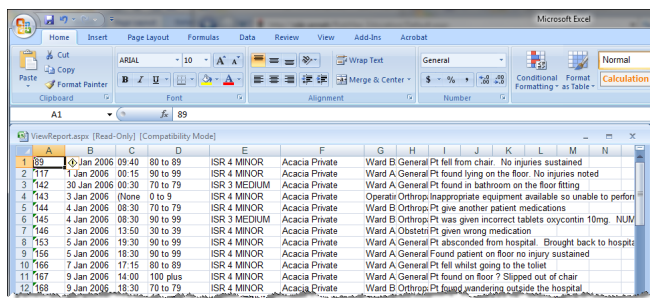 Microsoft Excel
Home Insert Page Layout Formulas Data Review View Add-Ins Acrobat
Cut ARIAL 10 A A Wrap Text General Normal
Copy
Paste Format Painter B I U A Merge & Center $ % , .0 .00 .00 .0 Conditional Formatting Format as Table Calculation
Clipboard Font Alignment Number
A1 fx 89
ViewReport.aspx [Read-Only] [Compatibility Mode]
A B C D E F G H I J K L M N
1 89 Jan 2006 09:40 80 to 89 ISR 4 MINOR Acacia Private Ward B General Pt fell from chair. No injuries sustained
2 117 1 Jan 2006 00:15 90 to 99 ISR 4 MINOR Acacia Private Ward A General Pt found lying on the floor. No injuries noted
3 142 30 Jan 2006 00:30 70 to 79 ISR 3 MEDIUM Acacia Private Ward A General Pt found in bathroom on the floor fitting
4 143 3 Jan 2006 (None 0 to 9 ISR 4 MINOR Acacia Private Operatin Orthrop Inappropriate equipment available so unable to perform
5 144 4 Jan 2006 08:30 70 to 79 ISR 4 MINOR Acacia Private Ward B Orthrop Pt give another patient medications
6 145 4 Jan 2006 08:30 90 to 99 ISR 3 MEDIUM Acacia Private Ward B Orthrop Pt was given incorrect tablets oxycontin 10mg. NUM
7 146 3 Jan 2006 13:50 30 to 39 ISR 4 MINOR Acacia Private Ward A Obstetri Pt given wrong medication
8 153 5 Jan 2006 19:30 90 to 99 ISR 4 MINOR Acacia Private Ward A General Pt absconded from hospital. Brought back to hospita
9 156 5 Jan 2006 18:30 90 to 99 ISR 4 MINOR Acacia Private Ward A General Found patient on floor no injury sustained
10 166 7 Jan 2006 17:15 80 to 89 ISR 4 MINOR Acacia Private Ward A General Pt fell whilst going to the toliet
11 167 9 Jan 2006 14:00 100 plus ISR 4 MINOR Acacia Private Ward A General Pt found on floor ? Slipped out of chair
12 168 9 Jan 2006 18:30 70 to 79 ISR 4 MINOR Acacia Private Ward B Orthrop Pt found wandering outside the hospital